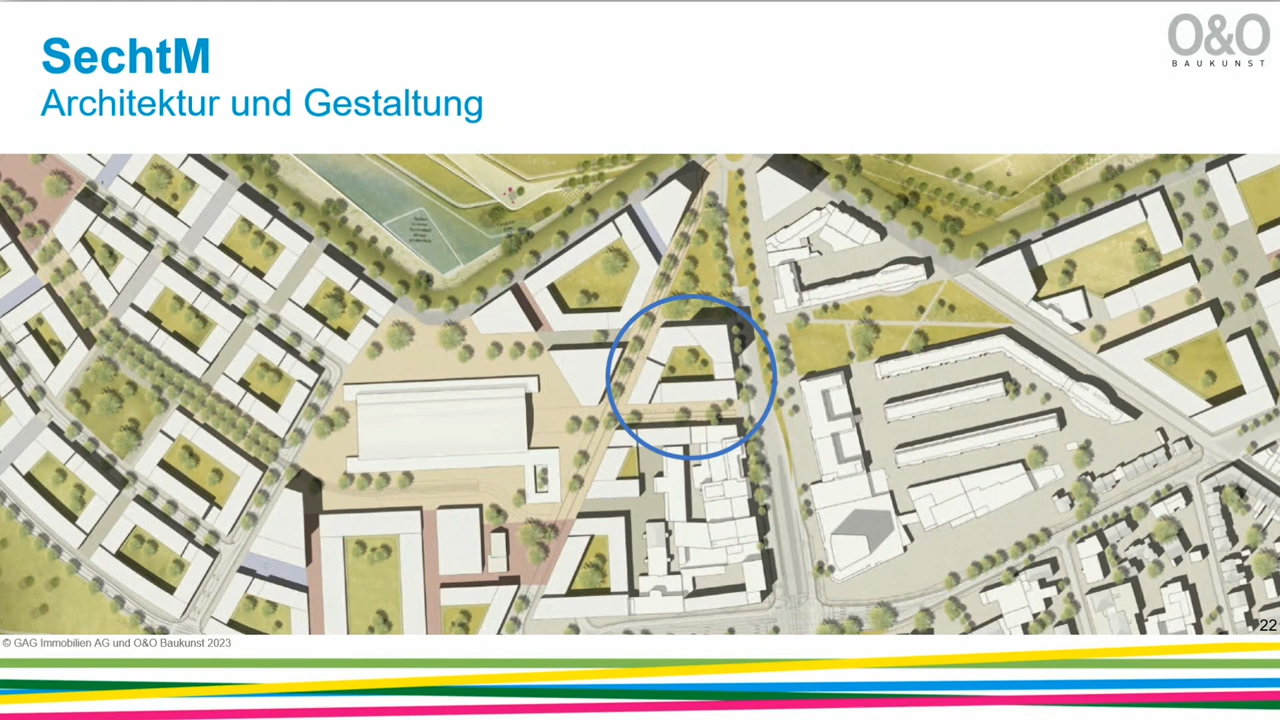 SechtM
Architektur und Gestaltung
O&O
BAUKUNST
22
© GAG Immobilien AG und O&O Baukunst 2023